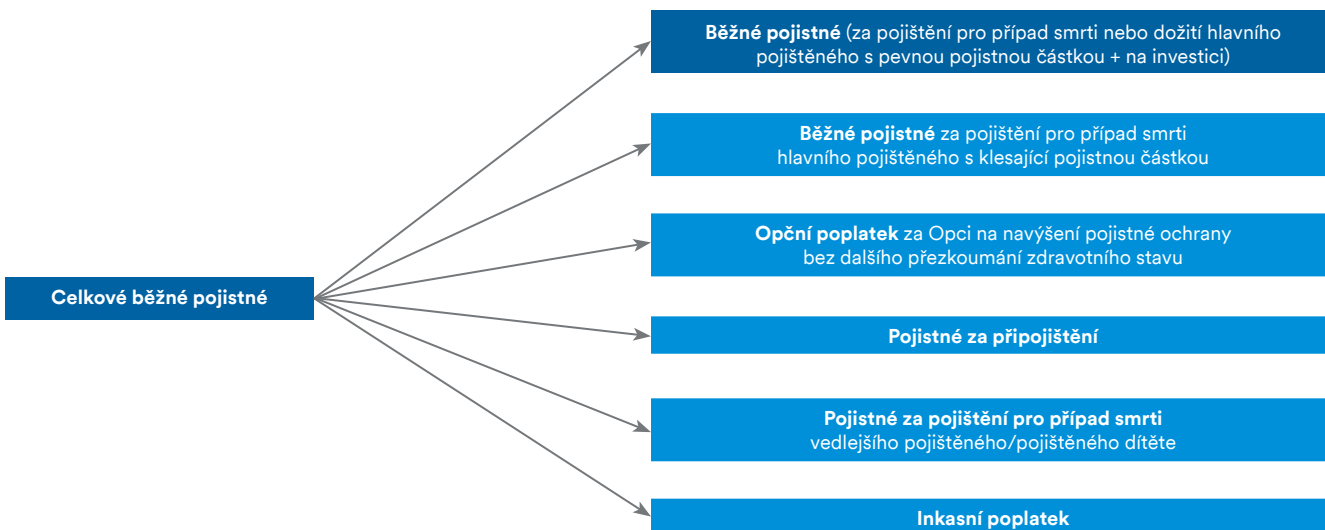 Běžné pojistné (za pojištění pro případ smrti nebo dožití hlavního
pojištěného s pevnou pojistnou částkou + na investici)
Běžné pojistné za pojištění pro případ smrti
hlavního pojištěného s klesající pojistnou částkou
Opční poplatek za Opci na navýšení pojistné ochrany
bez dalšího přezkoumání zdravotního stavu
Celkové běžné pojistné
Pojistné za připojištění
Pojistné za pojištění pro případ smrti
vedlejšího pojištěného/pojištěného dítěte
Inkasní poplatek